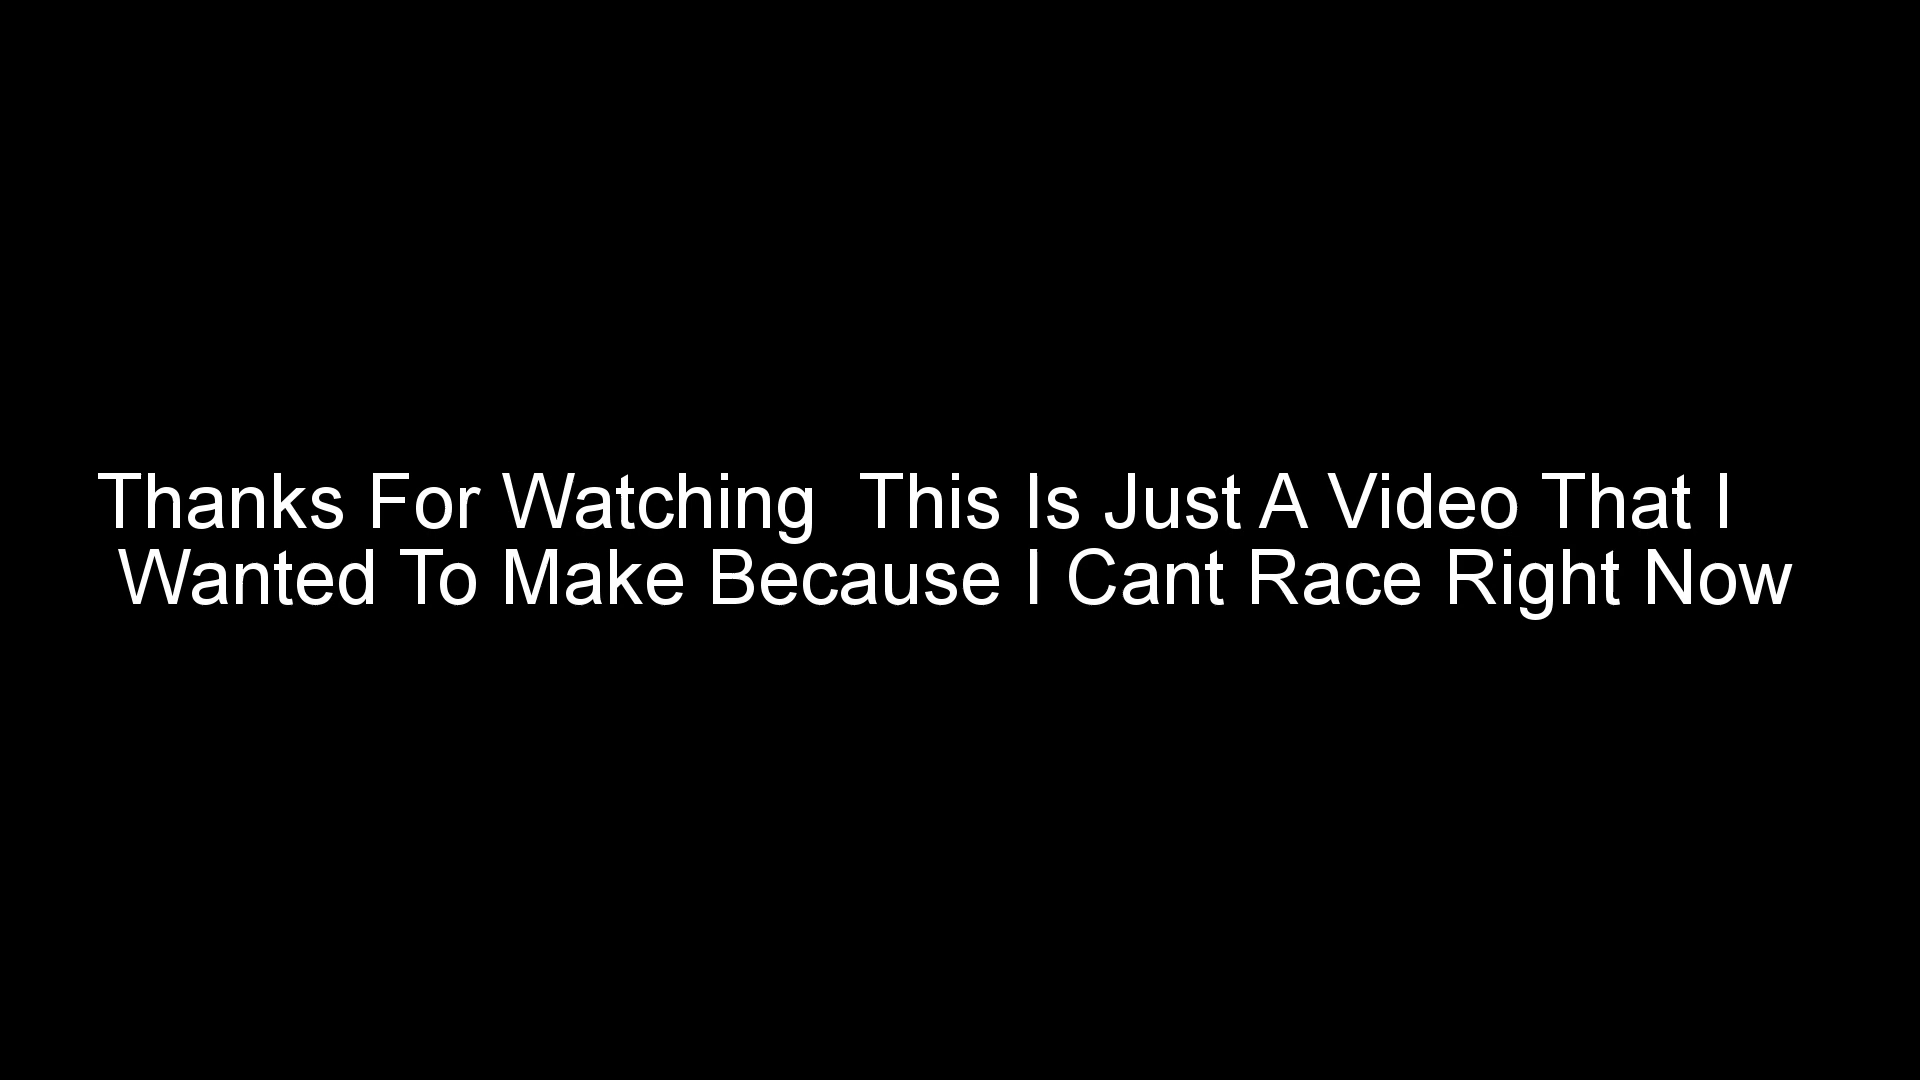 Thanks For Watching  This Is Just A Video That I
Wanted To Make Because I Cant Race Right Now